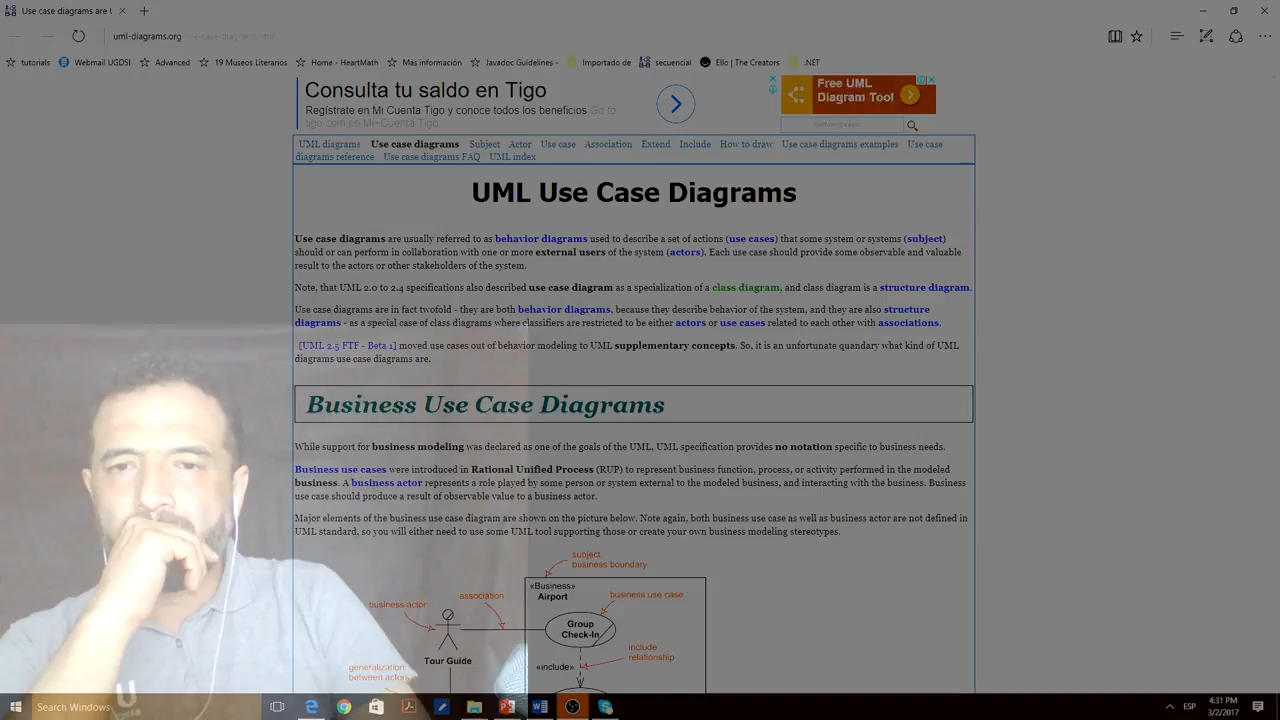 Use case diagrams are U
uml-diagrams.org
tutorials
Webmail UGDSI
Advanced
19 Museos Literarios
Home - HeartMath
Más información
Javadoc Guidelines -
Importado de
secuencial
Ello | The Creators
.NET
Consulta tu saldo en Tigo
Regístrate en Mi Cuenta Tigo y conoce todos los beneficios Go to
tigo.com.co.Mi+Cuenta Tigo
Free UML
Diagram Tool
UML diagrams Use case diagrams Subject Actor Use case Association Extend Include How to draw Use case diagrams examples Use case
diagrams reference Use case diagrams FAQ UML index
UML Use Case Diagrams
Use case diagrams are usually referred to as behavior diagrams used to describe a set of actions (use cases) that some system or systems (subject)
should or can perform in collaboration with one or more external users of the system (actors). Each use case should provide some observable and valuable
result to the actors or other stakeholders of the system.
Note, that UML 2.0 to 2.4 specifications also described use case diagram as a specialization of a class diagram, and class diagram is a structure diagram.
Use case diagrams are in fact twofold - they are both behavior diagrams, because they describe behavior of the system, and they are also structure
diagrams - as a special case of class diagrams where classifiers are restricted to be either actors or use cases related to each other with associations.
[UML 2.5 FTF - Beta 1] moved use cases out of behavior modeling to UML supplementary concepts. So, it is an unfortunate quandary what kind of UML
diagrams use case diagrams are.
Business Use Case Diagrams
While support for business modeling was declared as one of the goals of the UML, UML specification provides no notation specific to business needs.
Business use cases were introduced in Rational Unified Process (RUP) to represent business function, process, or activity performed in the modeled
business. A business actor represents a role played by some person or system external to the modeled business, and interacting with the business. Business
use case should produce a result of observable value to a business actor.
Major elements of the business use case diagram are shown on the picture below. Note again, both business use case as well as business actor are not defined in
UML standard, so you will either need to use some UML tool supporting those or create your own business modeling stereotypes.
subject,
business boundary
«Business»
Airport
association
business use case
business actor
Group
Check-In
include
relationship
Tour Guide
«include»
generalization
between actors
Search Windows
ESP
4:31 PM
3/2/2017